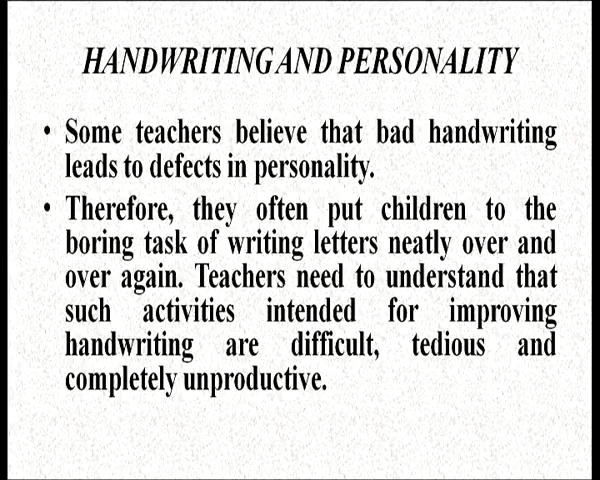 HANDWRITING AND PERSONALITY
• Some teachers believe that bad handwriting
leads to defects in personality.
• Therefore, they often put children to the
boring task of writing letters neatly over and
over again. Teachers need to understand that
such activities intended for improving
handwriting are difficult, tedious and
completely unproductive.